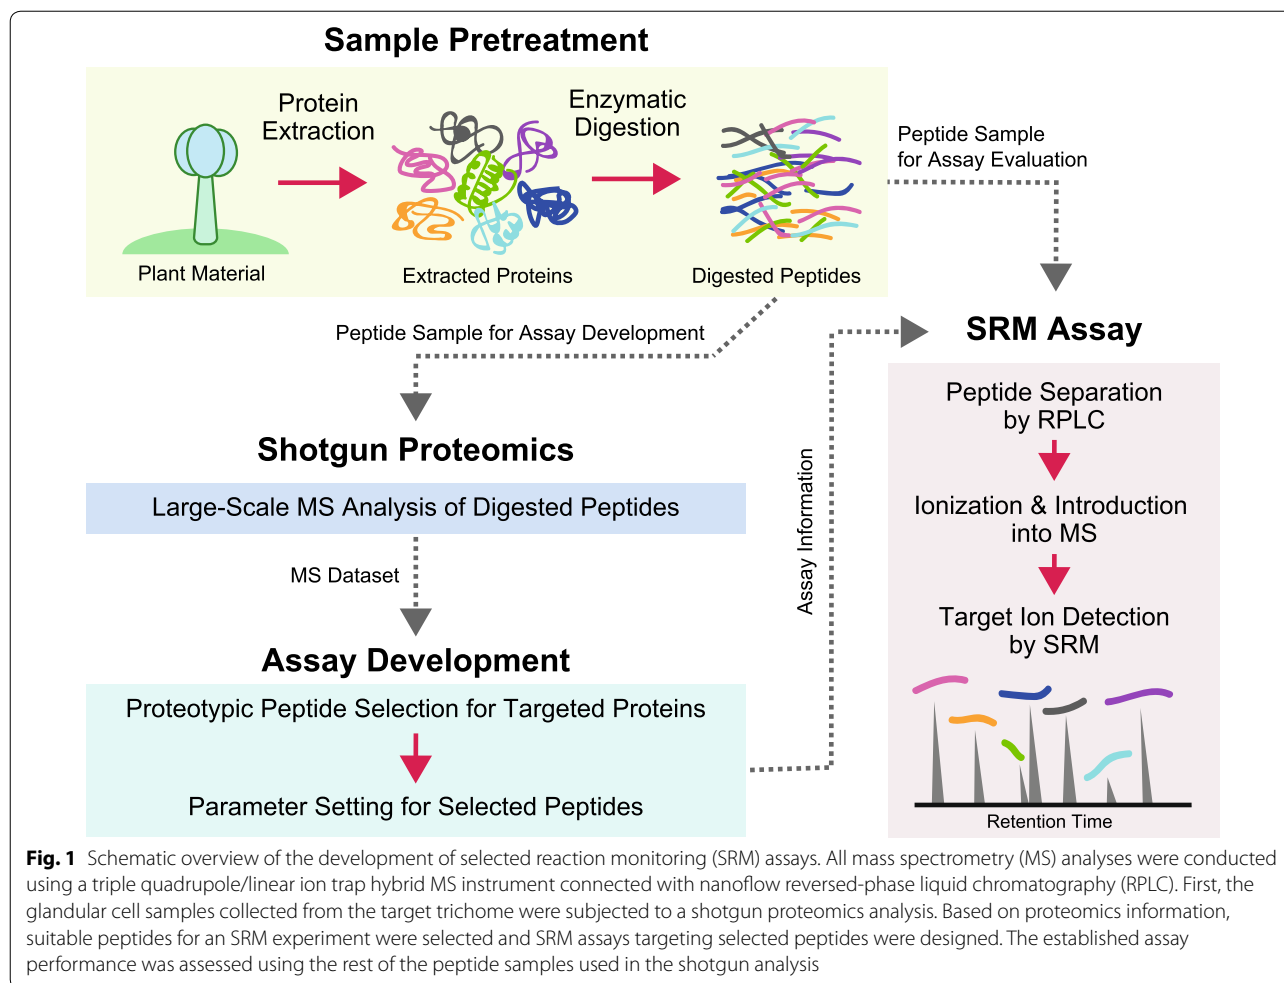 Sample Pretreatment
Protein
Extraction
Enzymatic
Digestion
Plant Material
Extracted Proteins
Digested Peptides
Peptide Sample
for Assay Evaluation
Peptide Sample for Assay Development
SRM Assay
Peptide Separation
by RPLC
Ionization & Introduction
into MS
Target Ion Detection
by SRM
Retention Time
Shotgun Proteomics
Large-Scale MS Analysis of Digested Peptides
MS Dataset
Assay Development
Proteotypic Peptide Selection for Targeted Proteins
Parameter Setting for Selected Peptides
Assay Information
Fig. 1 Schematic overview of the development of selected reaction monitoring (SRM) assays. All mass spectrometry (MS) analyses were conducted
using a triple quadrupole/linear ion trap hybrid MS instrument connected with nanoflow reversed-phase liquid chromatography (RPLC). First, the
glandular cell samples collected from the target trichome were subjected to a shotgun proteomics analysis. Based on proteomics information,
suitable peptides for an SRM experiment were selected and SRM assays targeting selected peptides were designed. The established assay
performance was assessed using the rest of the peptide samples used in the shotgun analysis